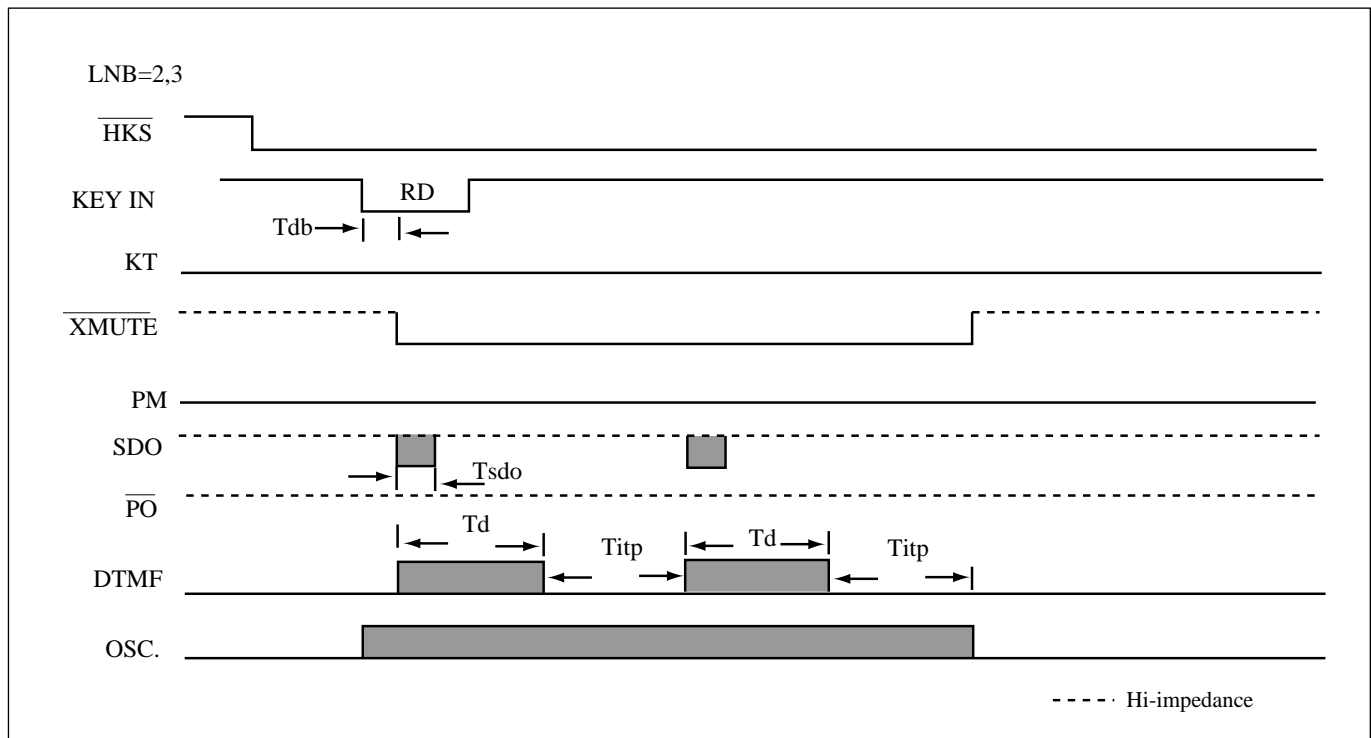 LNB=2,3
HKS
KEY IN
RD
Tdb
KT
XMUTE
PM
SDO
Tsdo
PO
Td
Titp
Td
Titp
DTMF
OSC.
Hi-impedance